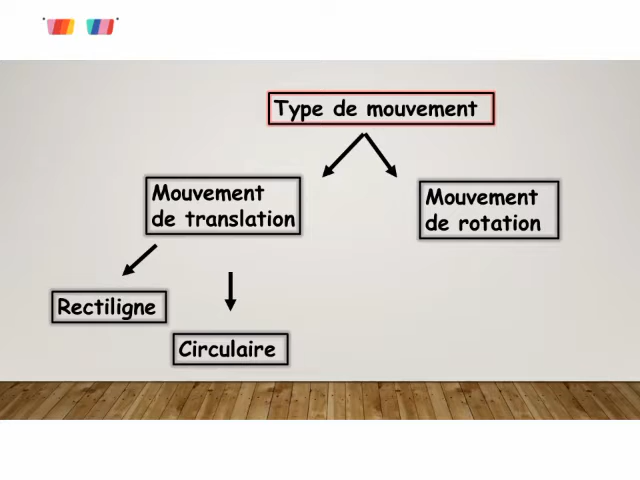 Type de mouvement
Mouvement
de translation
Mouvement
de rotation
Rectiligne
Circulaire